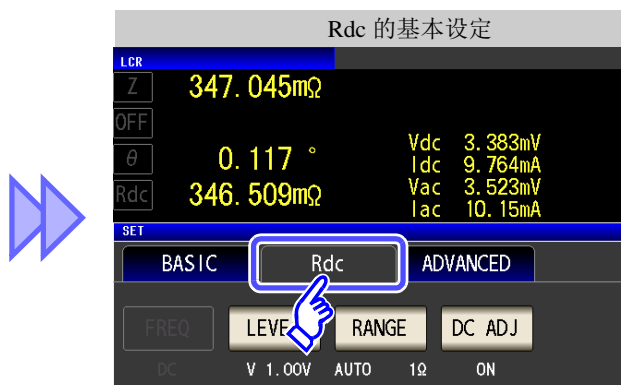 Rdc 的基本设定
LCR
Z 347.045mΩ
OFF
θ 0.117 °
Rdc 346.509mΩ
Vdc 3.383mV
Idc 9.764mA
Vac 3.523mV
Iac 10.15mA
SET
BASIC Rdc ADVANCED
FREQ LEVE RANGE DC ADJ
DC V 1.00V AUTO 1Ω ON